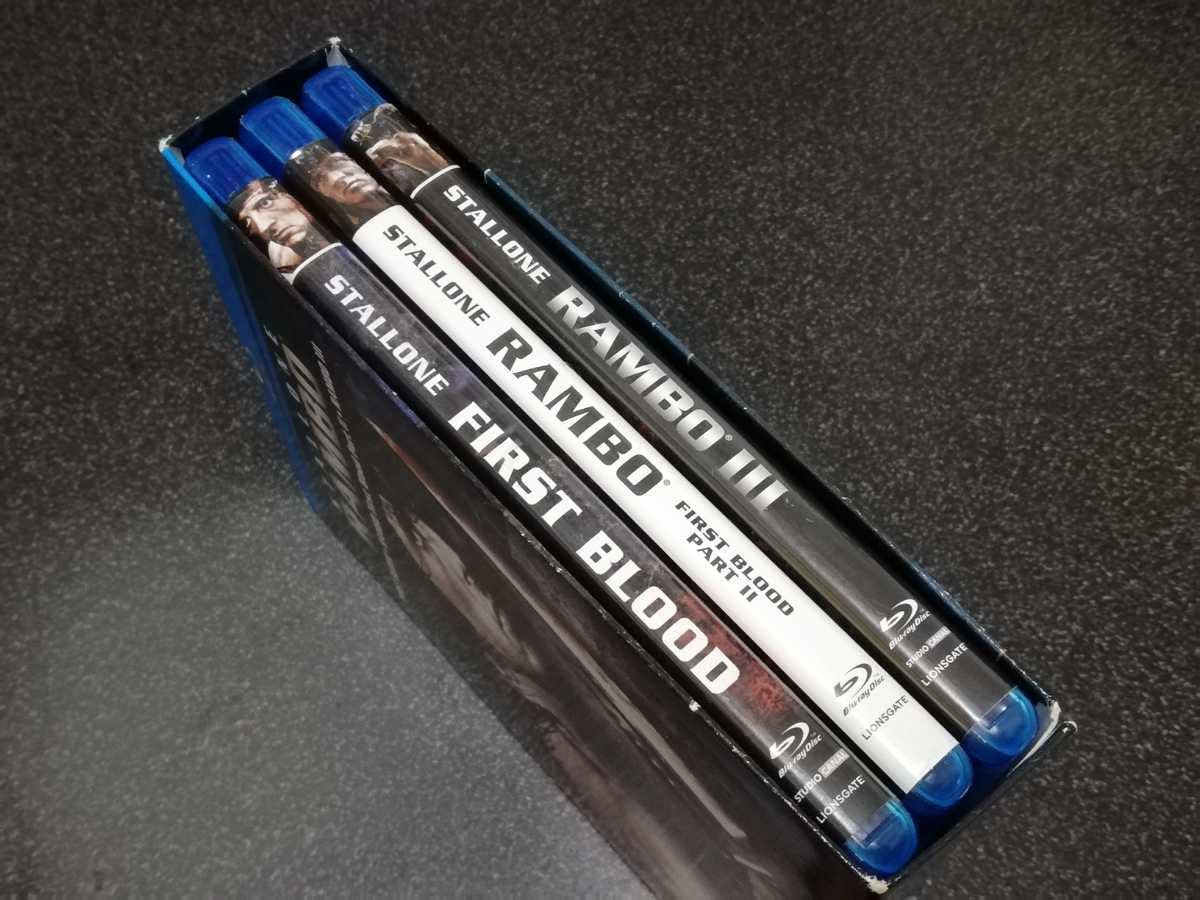 STALLONE FIRST BLOOD
Blu-ray Disc
STUDIO CANAL
LIONSGATE
STALLONE RAMBO® FIRST BLOOD
PART II
Blu-ray Disc
LIONSGATE
STALLONE RAMBO® III
Blu-ray Disc
STUDIO CANAL
LIONSGATE